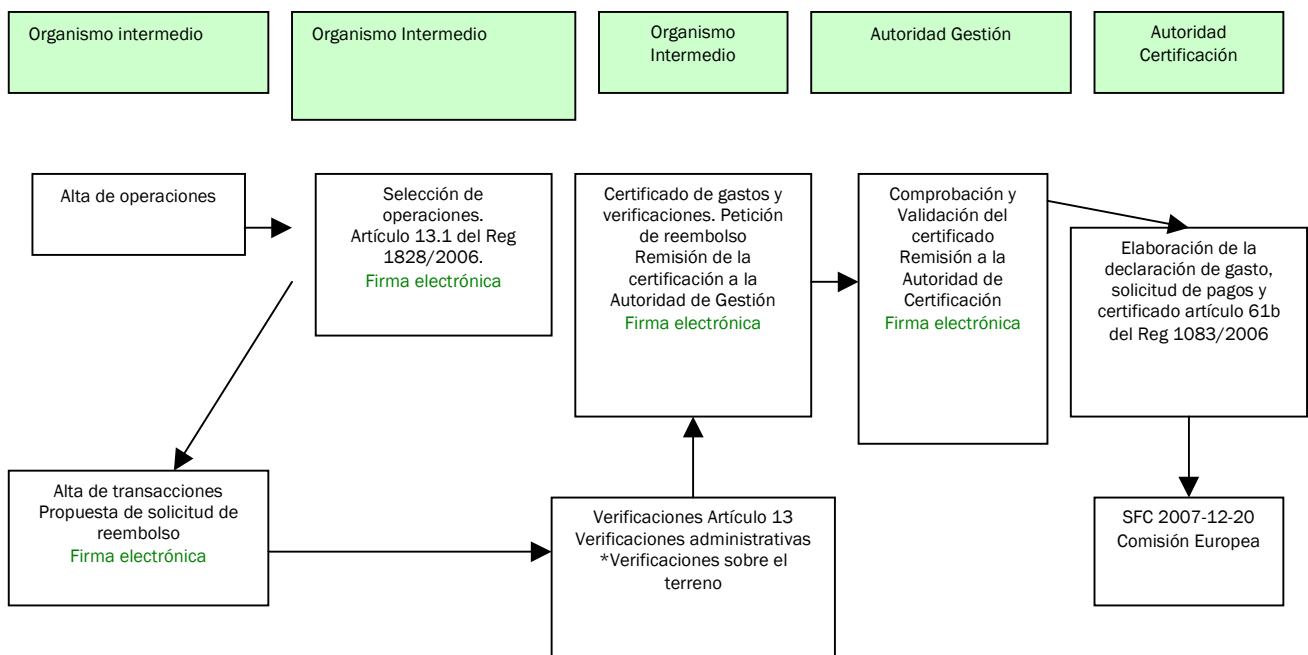 Organismo intermedio
Organismo Intermedio
Organismo
Intermedio
Autoridad Gestión
Autoridad
Certificación
Alta de operaciones
Selección de
operaciones.
Artículo 13.1 del Reg
1828/2006.
Firma electrónica
Certificado de gastos y
verificaciones. Petición
de reembolso
Remisión de la
certificación a la
Autoridad de Gestión
Firma electrónica
Comprobación y
Validación del
certificado
Remisión a la
Autoridad de
Certificación
Firma electrónica
Elaboración de la
declaración de gasto,
solicitud de pagos y
certificado artículo 61b
del Reg 1083/2006
Alta de transacciones
Propuesta de solicitud de
reembolso
Firma electrónica
Verificaciones Artículo 13
Verificaciones administrativas
*Verificaciones sobre el
terreno
SFC 2007-12-20
Comisión Europea